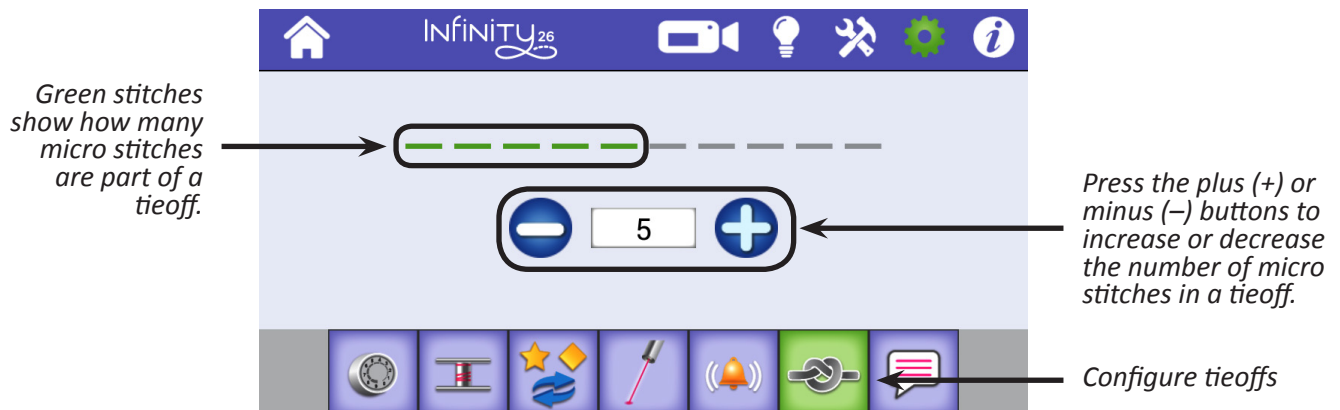 INFINITY 26
i
Green stitches
show how many
micro stitches
are part of a
tieoff.
5
Press the plus (+) or
minus (–) buttons to
increase or decrease
the number of micro
stitches in a tieoff.
Configure tieoffs